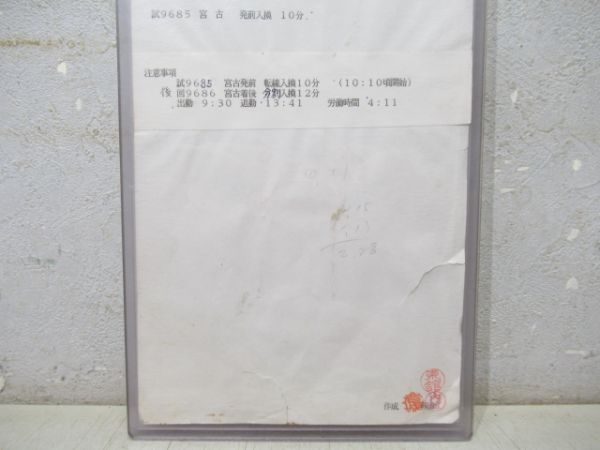 試9685 宮 古　発前入換 10分.
注意事項
試9685 宮古発前 転線入換10分 (10:10頃開始)
後 回9686 宮古着後 分割入換12分
出勤 9:30 退勤 13:41 労働時間 4:11
作成